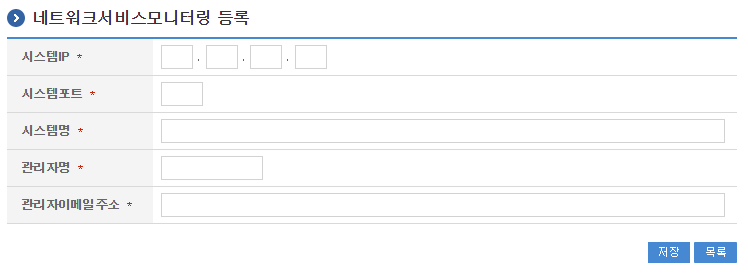 네트워크서비스모니터링 등록
시스템IP *
. . .
시스템포트 *
시스템명 *
관리자명 *
관리자이메일주소 *
저장 목록